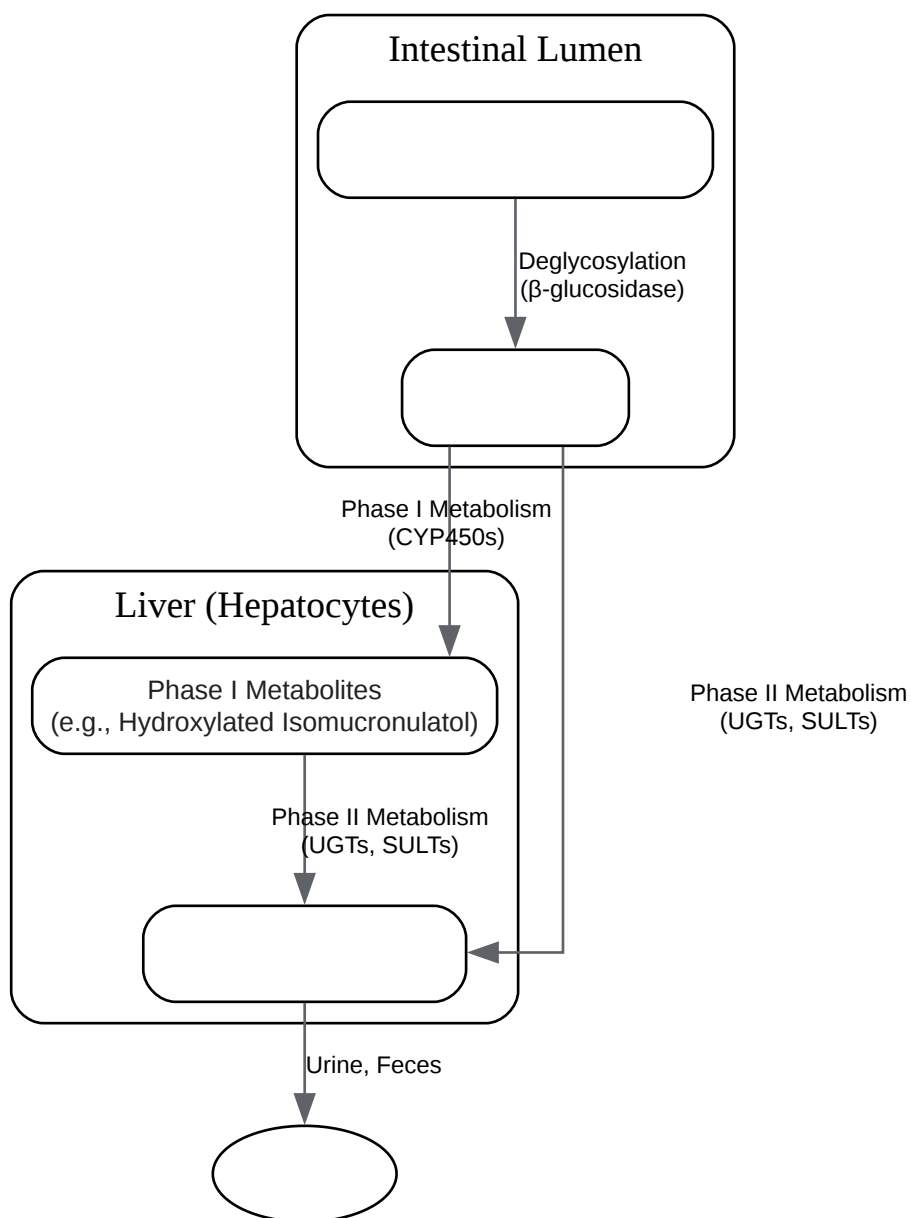 Intestinal Lumen
Deglycosylation
(β-glucosidase)
Phase I Metabolism
(CYP450s)
Liver (Hepatocytes)
Phase I Metabolites
(e.g., Hydroxylated Isomucronulatol)
Phase II Metabolism
(UGTs, SULTs)
Phase II Metabolism
(UGTs, SULTs)
Urine, Feces